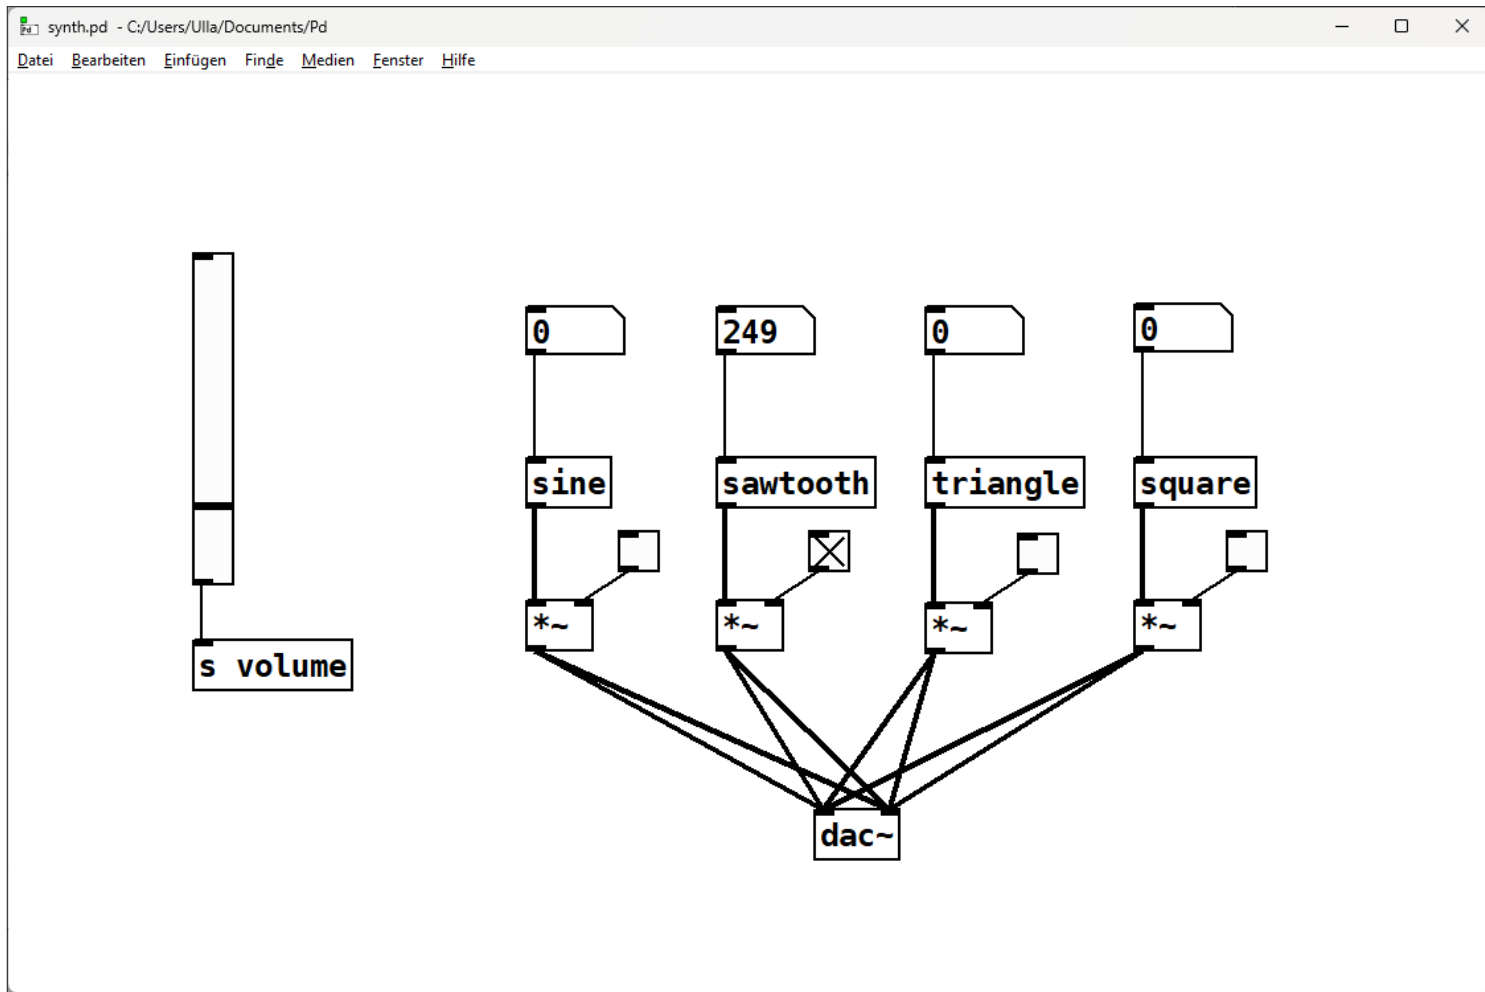 synth.pd - C:/Users/Ulla/Documents/Pd
Datei Bearbeiten Einfügen Finde Medien Fenster Hilfe
0 249 0 0
sine sawtooth triangle square
*~ *~ *~ *~
s volume
dac~